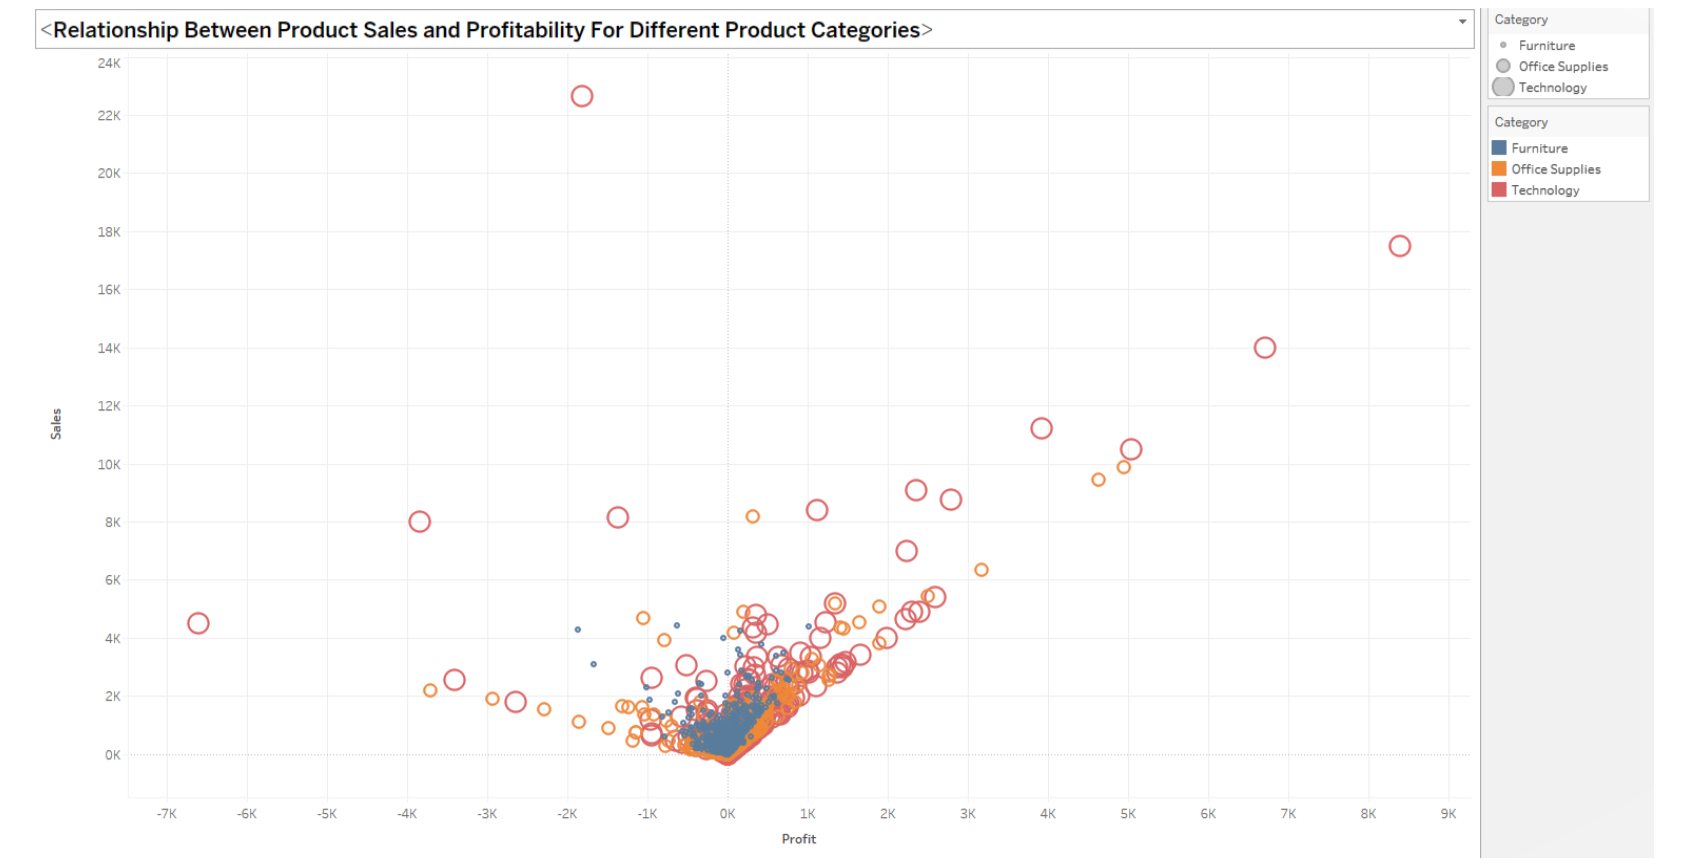 <Relationship Between Product Sales and Profitability For Different Product Categories>
Category
Furniture
Office Supplies
Technology
Category
Furniture
Office Supplies
Technology
24K
22K
20K
18K
16K
14K
12K
10K
8K
6K
4K
2K
0K
Sales
-7K -6K -5K -4K -3K -2K -1K 0K 1K 2K 3K 4K 5K 6K 7K 8K 9K
Profit